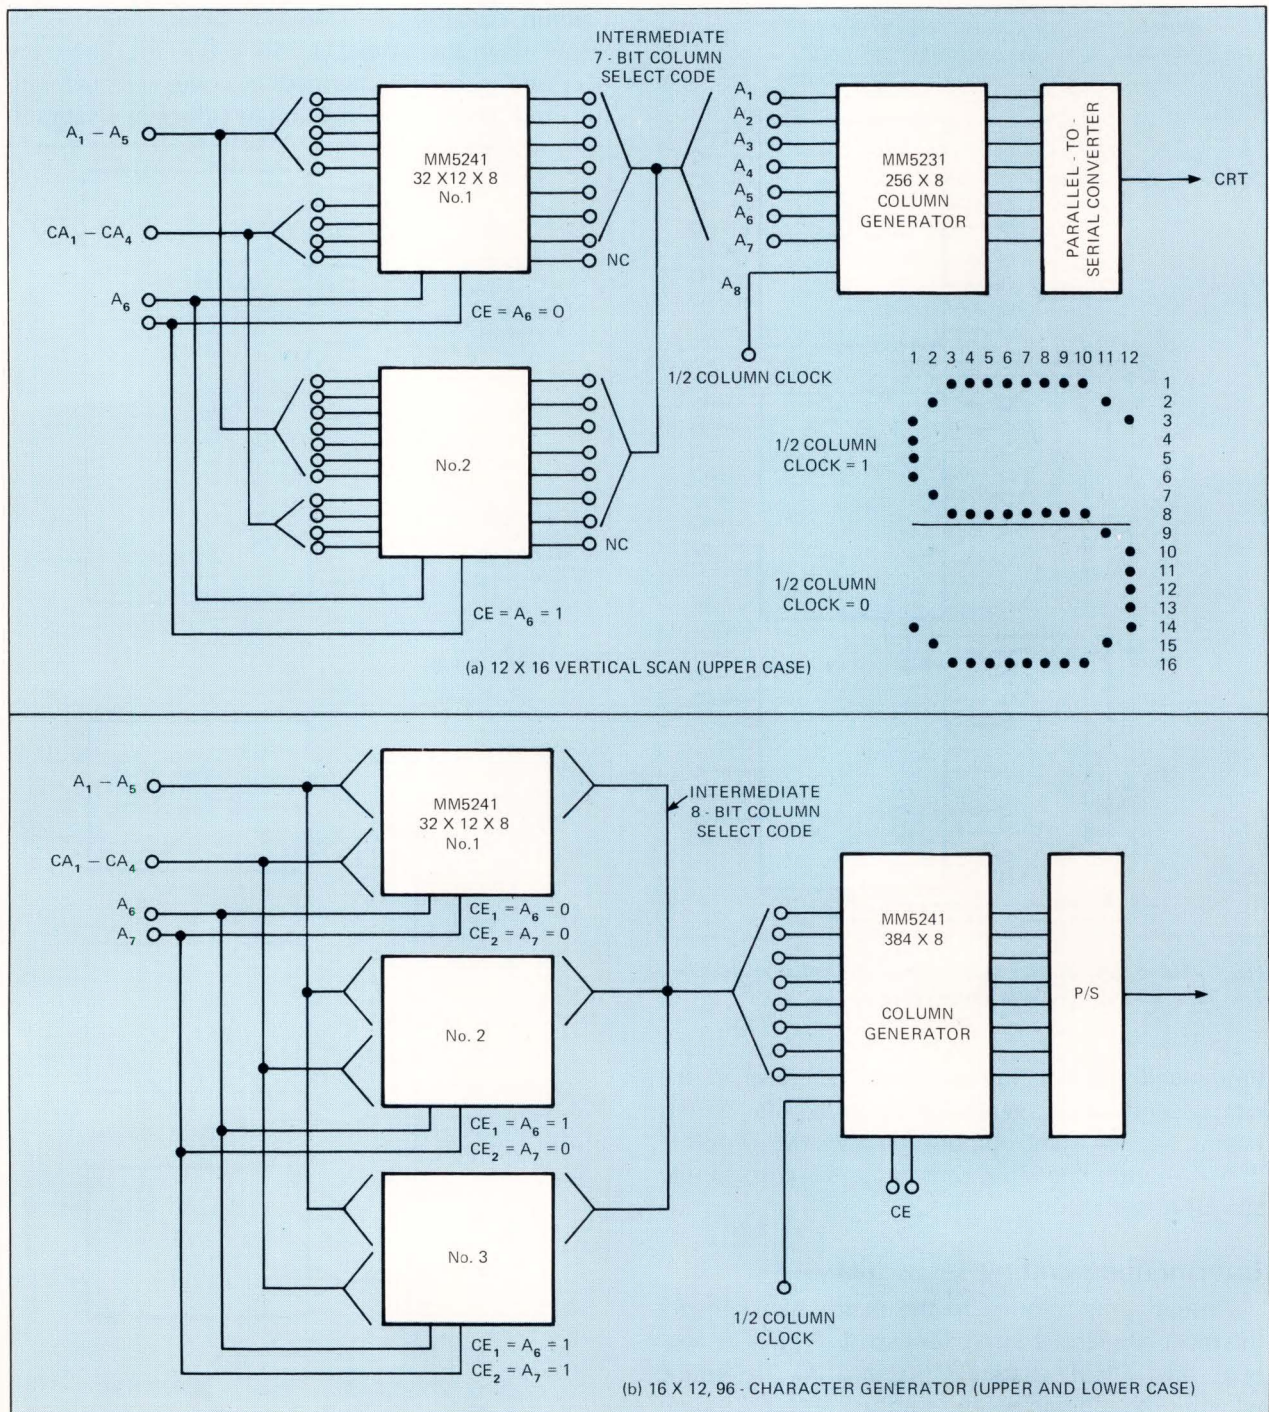 INTERMEDIATE
7 - BIT COLUMN
SELECT CODE
A₁ – A₅
CA₁ – CA₄
A₆
MM5241
32 X12 X 8
No.1
NC
CE = A₆ = 0
No.2
NC
CE = A₆ = 1
A₁
A₂
A₃
A₄
A₅
A₆
A₇
A₈
1/2 COLUMN CLOCK
MM5231
256 X 8
COLUMN
GENERATOR
PARALLEL - TO -
SERIAL CONVERTER
CRT
1 2 3 4 5 6 7 8 9 10 11 12
1
2
3
4
5
6
7
8
9
10
11
12
13
14
15
16
1/2 COLUMN
CLOCK = 1
1/2 COLUMN
CLOCK = 0
(a) 12 X 16 VERTICAL SCAN (UPPER CASE)
A₁ – A₅
CA₁ – CA₄
A₆
A₇
MM5241
32 X 12 X 8
No.1
CE₁ = A₆ = 0
CE₂ = A₇ = 0
No. 2
CE₁ = A₆ = 1
CE₂ = A₇ = 0
No. 3
CE₁ = A₆ = 1
CE₂ = A₇ = 1
INTERMEDIATE
8 - BIT COLUMN
SELECT CODE
MM5241
384 X 8
COLUMN
GENERATOR
P/S
CE
1/2 COLUMN
CLOCK
(b) 16 X 12, 96 - CHARACTER GENERATOR (UPPER AND LOWER CASE)